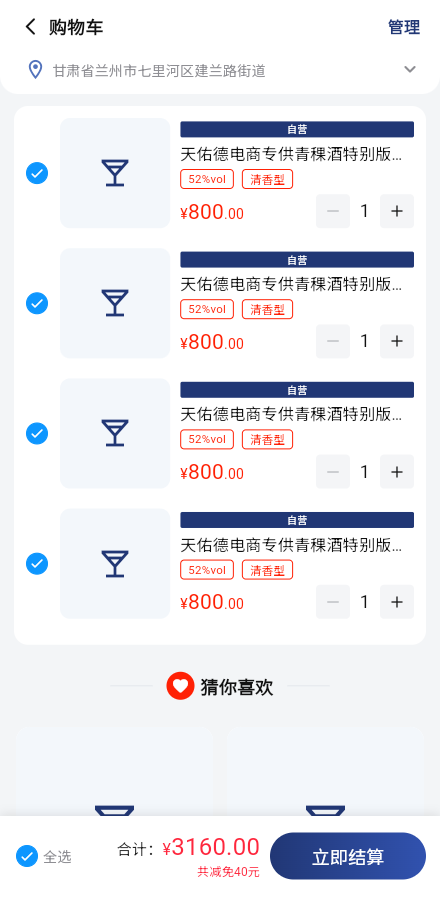 购物车
管理
甘肃省兰州市七里河区建兰路街道
自营
天佑德电商专供青稞酒特别版...
52%vol 清香型
¥800.00 1
自营
天佑德电商专供青稞酒特别版...
52%vol 清香型
¥800.00 1
自营
天佑德电商专供青稞酒特别版...
52%vol 清香型
¥800.00 1
自营
天佑德电商专供青稞酒特别版...
52%vol 清香型
¥800.00 1
猜你喜欢
全选
合计：¥3160.00
共减免40元
立即结算